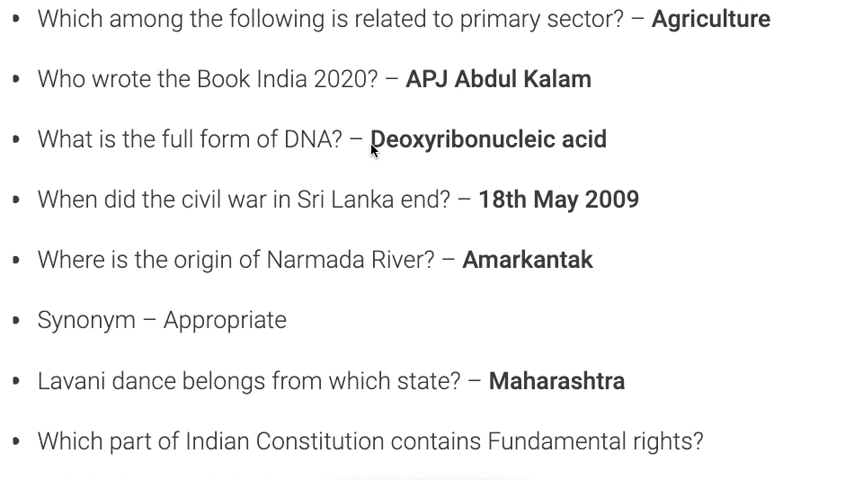 Which among the following is related to primary sector? – Agriculture
Who wrote the Book India 2020? – APJ Abdul Kalam
What is the full form of DNA? – Deoxyribonucleic acid
When did the civil war in Sri Lanka end? – 18th May 2009
Where is the origin of Narmada River? – Amarkantak
Synonym – Appropriate
Lavani dance belongs from which state? – Maharashtra
Which part of Indian Constitution contains Fundamental rights?